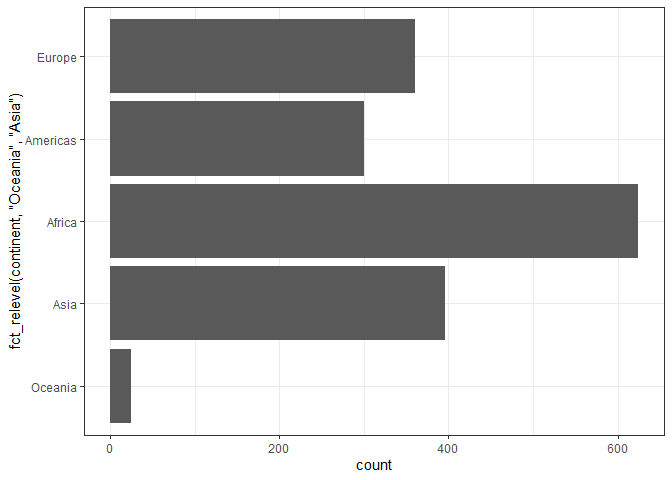 fct_relevel(continent, "Oceania", "Asia")
Europe
Americas
Africa
Asia
Oceania
0
200
400
600
count